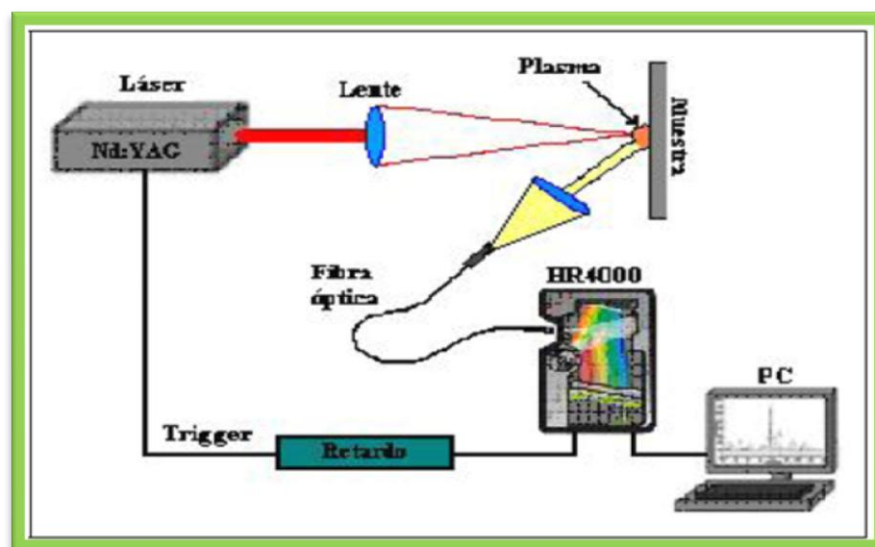 Láser
Nd:YAG
Lente
Plasma
Muestra
Fibra
óptica
HR4000
PC
Trigger
Retardo